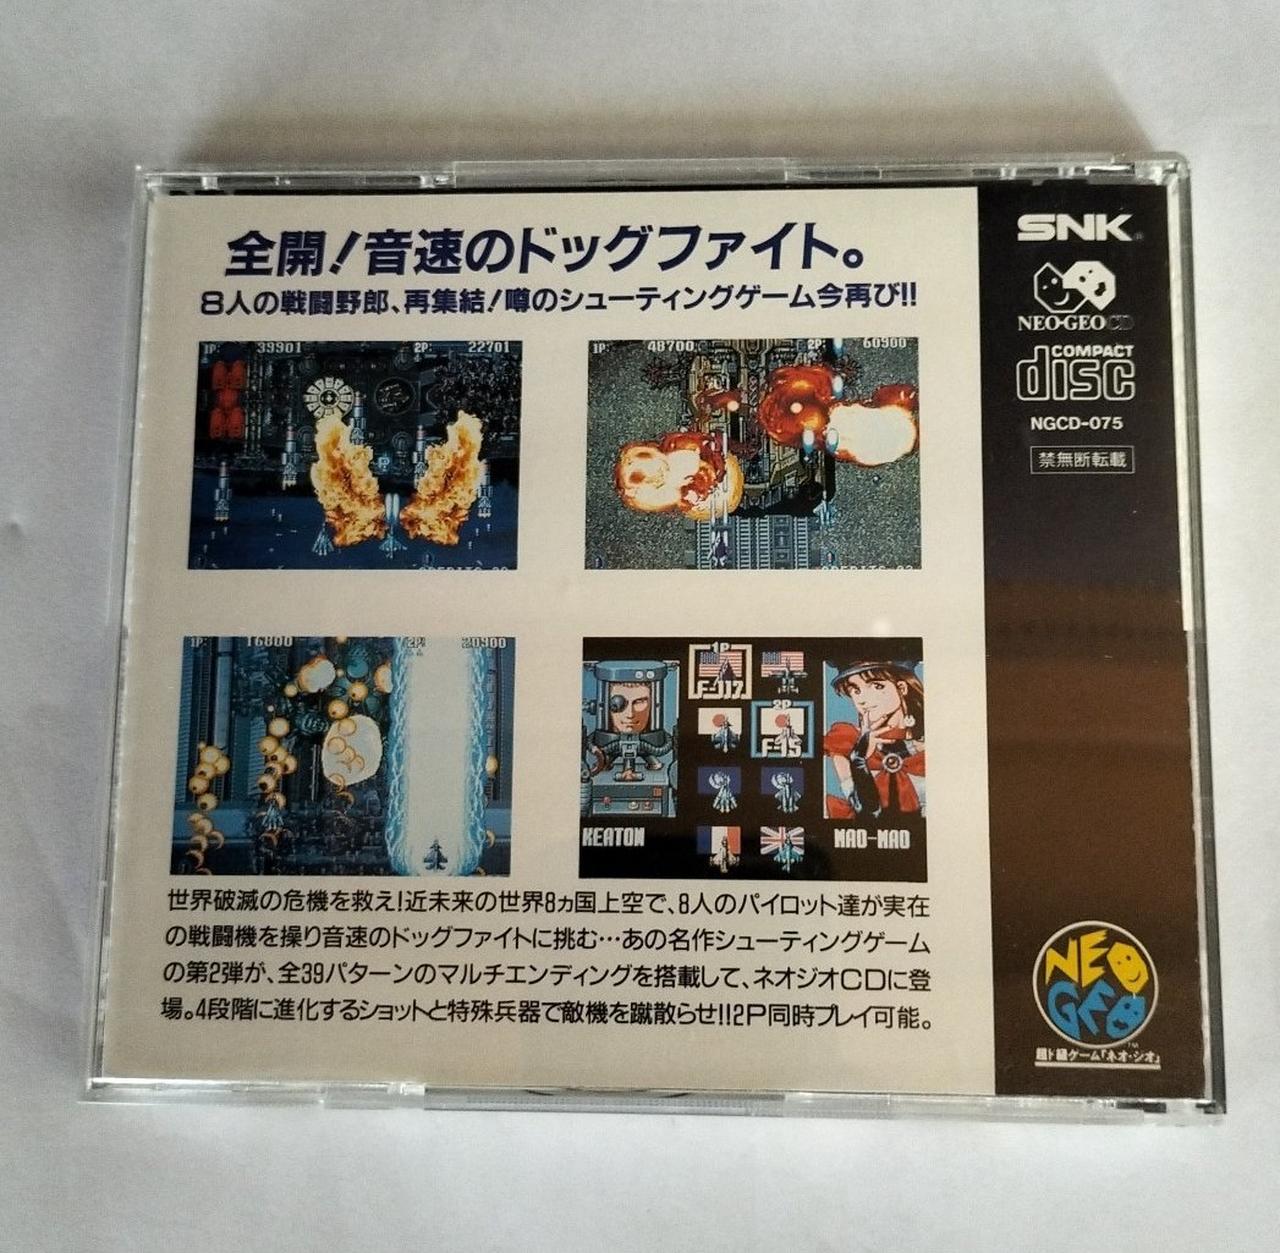 全開!音速のドッグファイト。
8人の戦闘野郎、再集結!噂のシューティングゲーム今再び!!
1P: 39901 2P: 22701
1P: 48700 2P: 60900
1P: 16800 2P: 20900
1P
F-117
2P
F-15
KEATON
MAO-MAO
世界破滅の危機を救え!近未来の世界8ヵ国上空で、8人のパイロット達が実在
の戦闘機を操り音速のドッグファイトに挑む…あの名作シューティングゲーム
の第2弾が、全39パターンのマルチエンディングを搭載して、ネオジオCDに登
場。4段階に進化するショットと特殊兵器で敵機を蹴散らせ!!2P同時プレイ可能。
SNK
NEO·GEO CD
COMPACT
disc
NGCD-075
禁無断転載
NEO
GEO
超ド級ゲーム「ネオ・ジオ」